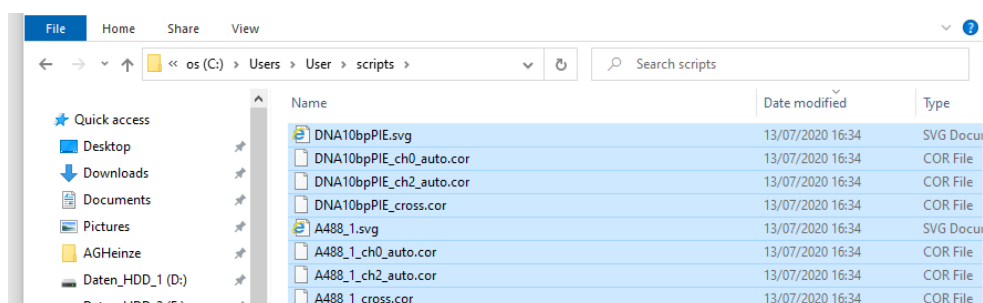 File Home Share View
« os (C:) › Users › User › scripts › Search scripts
Name Date modified Type
Quick access
Desktop
Downloads
Documents
Pictures
AGHeinze
Daten_HDD_1 (D:)
DNA10bpPIE.svg 13/07/2020 16:34 SVG Docu
DNA10bpPIE_ch0_auto.cor 13/07/2020 16:34 COR File
DNA10bpPIE_ch2_auto.cor 13/07/2020 16:34 COR File
DNA10bpPIE_cross.cor 13/07/2020 16:34 COR File
A488_1.svg 13/07/2020 16:34 SVG Docu
A488_1_ch0_auto.cor 13/07/2020 16:34 COR File
A488_1_ch2_auto.cor 13/07/2020 16:34 COR File
A488_1_cross.cor 13/07/2020 16:34 COR File